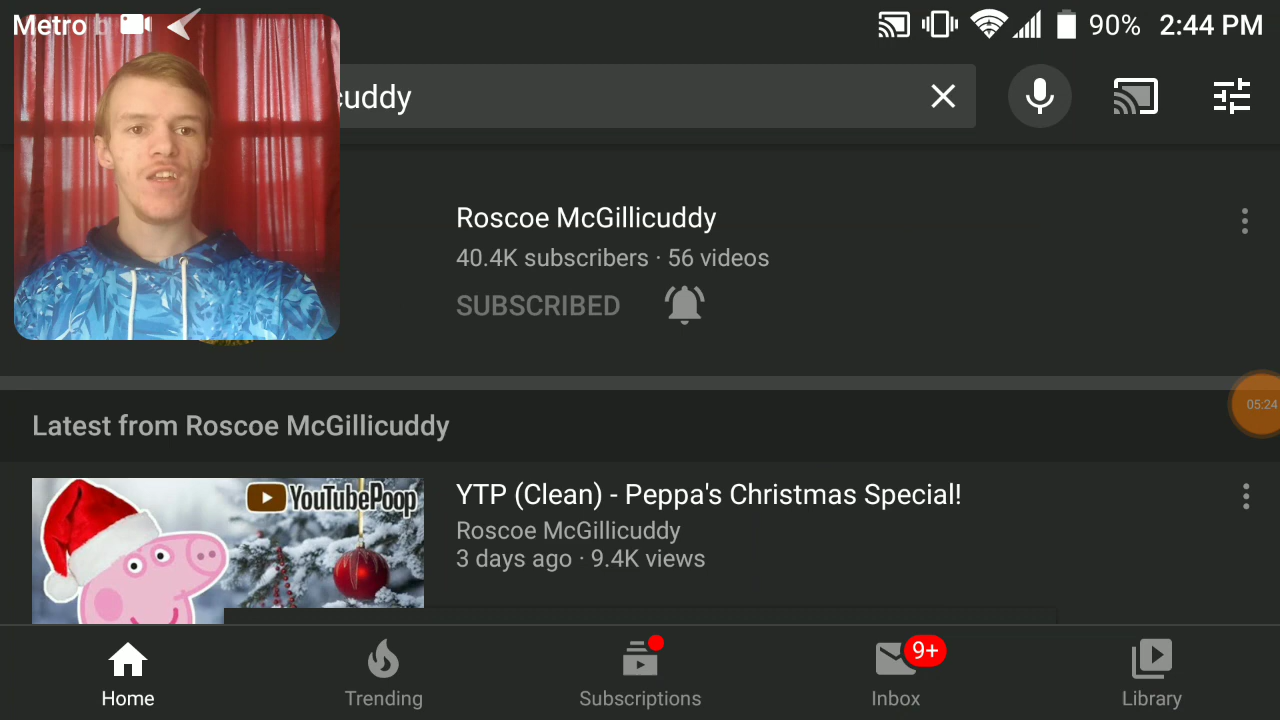 Metro
90% 2:44 PM
cuddy
Roscoe McGillicuddy
40.4K subscribers · 56 videos
SUBSCRIBED
05:24
Latest from Roscoe McGillicuddy
YouTubePoop
YTP (Clean) - Peppa's Christmas Special!
Roscoe McGillicuddy
3 days ago · 9.4K views
9+
Home Trending Subscriptions Inbox Library